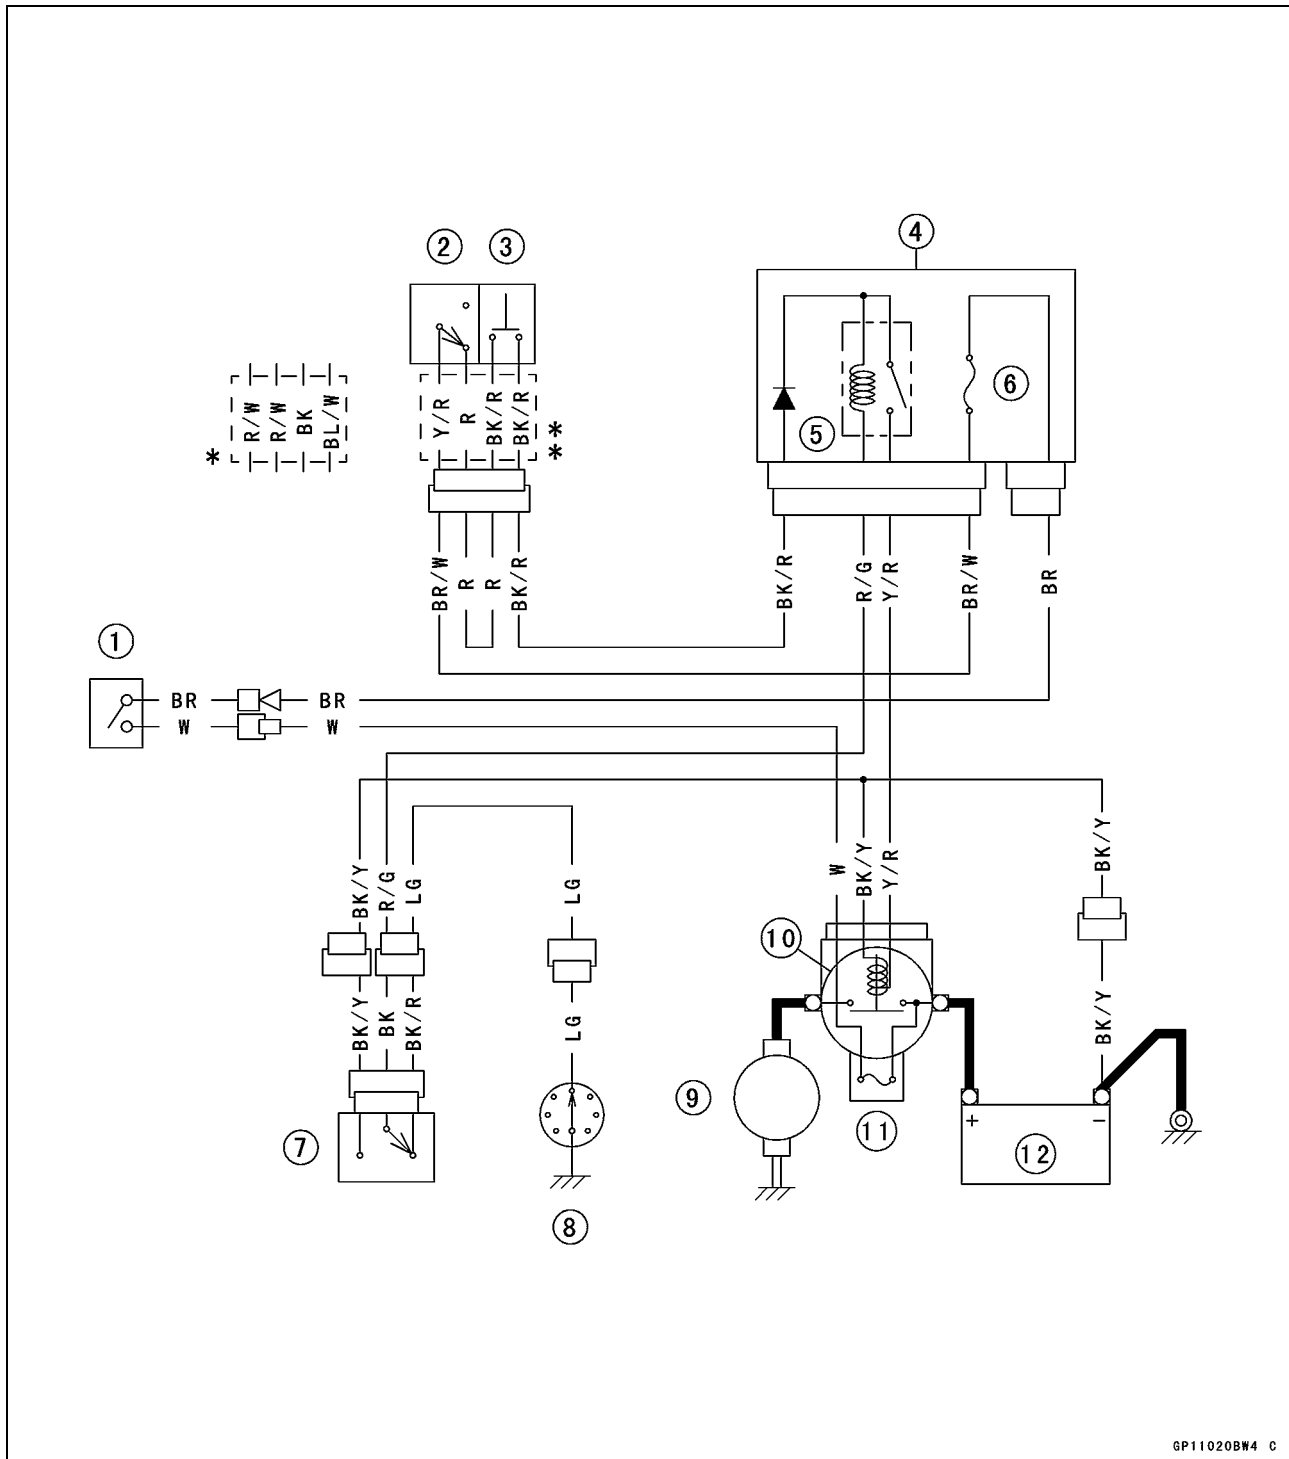 4
2 3
6
R/W R/W BK BL/W
*
Y/R R BK/R BK/R
*
*
5
BR/W R R BK/R
BK/R R/G Y/R BR/W BR
1
BR BR
W W
BK/Y R/G LG
LG
W BK/Y Y/R
BK/Y
10
BK/Y BK BK/R
LG
BK/Y
9
11
+ −
7
12
8
GP11020BW4 C